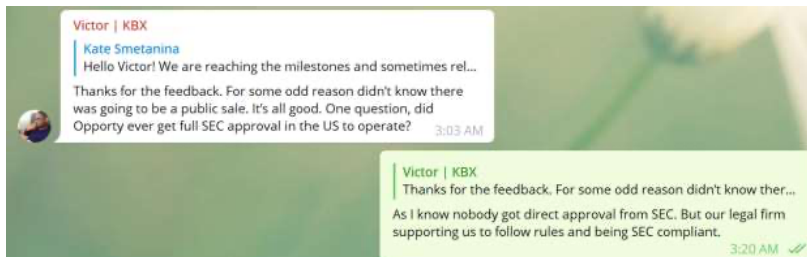 Victor | KBX
Kate Smetanina
Hello Victor! We are reaching the milestones and sometimes rel...
Thanks for the feedback. For some odd reason didn't know there
was going to be a public sale. It's all good. One question, did
Opporty ever get full SEC approval in the US to operate?
3:03 AM
Victor | KBX
Thanks for the feedback. For some odd reason didn't know ther...
As I know nobody got direct approval from SEC. But our legal firm
supporting us to follow rules and being SEC compliant.
3:20 AM